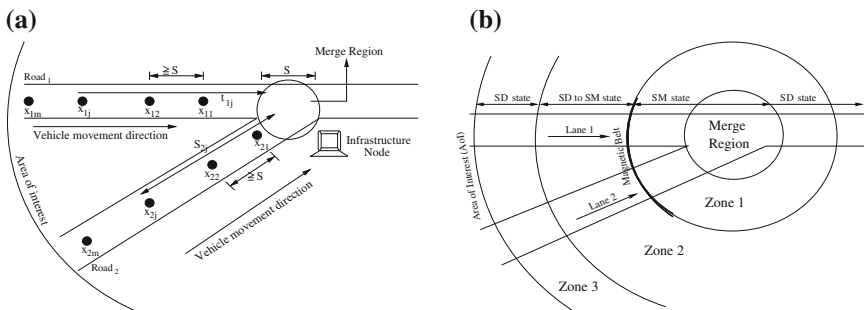 (a)
≧S
S
Merge Region
Road1
t1j
x1m
x1j
x12
x11
Vehicle movement direction
S2j
x21
Infrastructure
Node
x22
≧S
x2j
Area of interest
x2m
Road2
Vehicle movement direction
(b)
SD state
SD to SM state
SM state
SD state
Lane 1
Merge
Region
Magnetic Belt
Area of Interest (AoI)
Lane 2
Zone 1
Zone 2
Zone 3